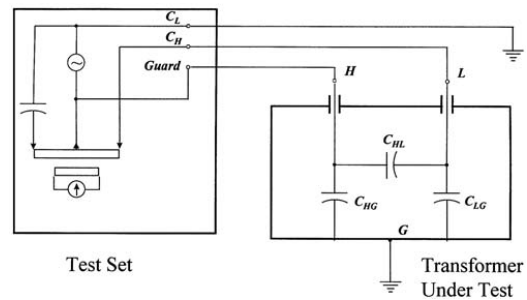 C_L
C_H
Guard
H
L
C_HL
C_HG
C_LG
G
Test Set
Transformer
Under Test